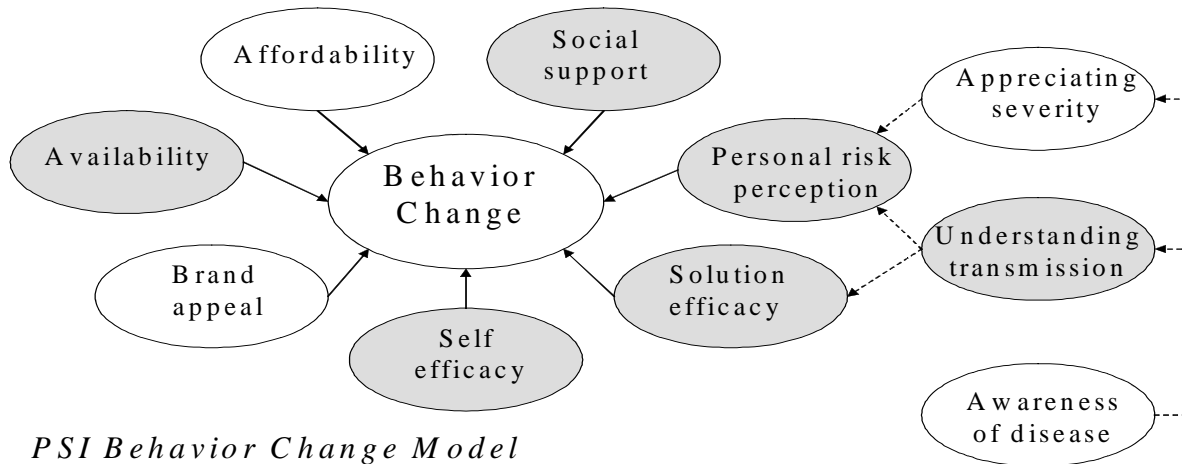 Affordability
Social
support
Appreciating
severity
Availability
Behavior
Change
Personal risk
perception
Understanding
transmission
Brand
appeal
Solution
efficacy
Self
efficacy
Awareness
of disease
PSI Behavior Change Model